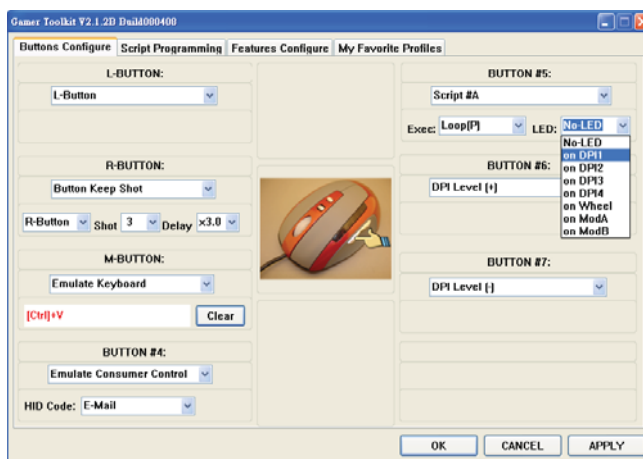 Gamer Toolkit V2.1.2D Build000400
Buttons Configure Script Programming Features Configure My Favorite Profiles
L-BUTTON:
L-Button
R-BUTTON:
Button Keep Shot
R-Button Shot 3 Delay x3.0
M-BUTTON:
Emulate Keyboard
[Ctrl]+V Clear
BUTTON #4:
Emulate Consumer Control
HID Code: E-Mail
BUTTON #5:
Script #A
Exec: Loop(P) LED: No-LED
No-LED
on DPI1
on DPI2
on DPI3
on DPI4
on Wheel
on ModA
on ModB
BUTTON #6:
DPI Level (+)
BUTTON #7:
DPI Level (-)
OK CANCEL APPLY